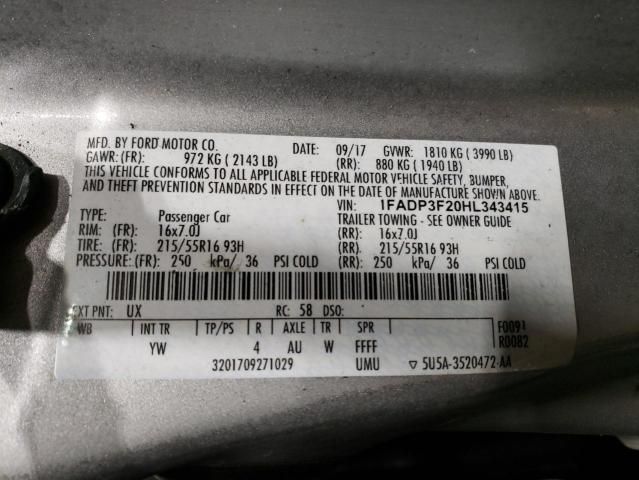 MFD. BY FORD MOTOR CO. DATE: 09/17 GVWR: 1810 KG ( 3990 LB)
GAWR: (FR): 972 KG ( 2143 LB) (RR): 880 KG ( 1940 LB)
THIS VEHICLE CONFORMS TO ALL APPLICABLE FEDERAL MOTOR VEHICLE SAFETY, BUMPER,
AND THEFT PREVENTION STANDARDS IN EFFECT ON THE DATE OF MANUFACTURE SHOWN ABOVE.
VIN: 1FADP3F20HL343415
TYPE: Passenger Car TRAILER TOWING - SEE OWNER GUIDE
RIM: (FR): 16x7.0J (RR): 16x7.0J
TIRE: (FR): 215/55R16 93H (RR): 215/55R16 93H
PRESSURE: (FR): 250 kPa/ 36 PSI COLD (RR): 250 kPa/ 36 PSI COLD
EXT PNT: UX RC: 58 DSO:
WB INT TR TP/PS R AXLE TR SPR F0091
R0082
YW 4 AU W FFFF
3201709271029 UMU ▽ 5U5A-3520472-AA